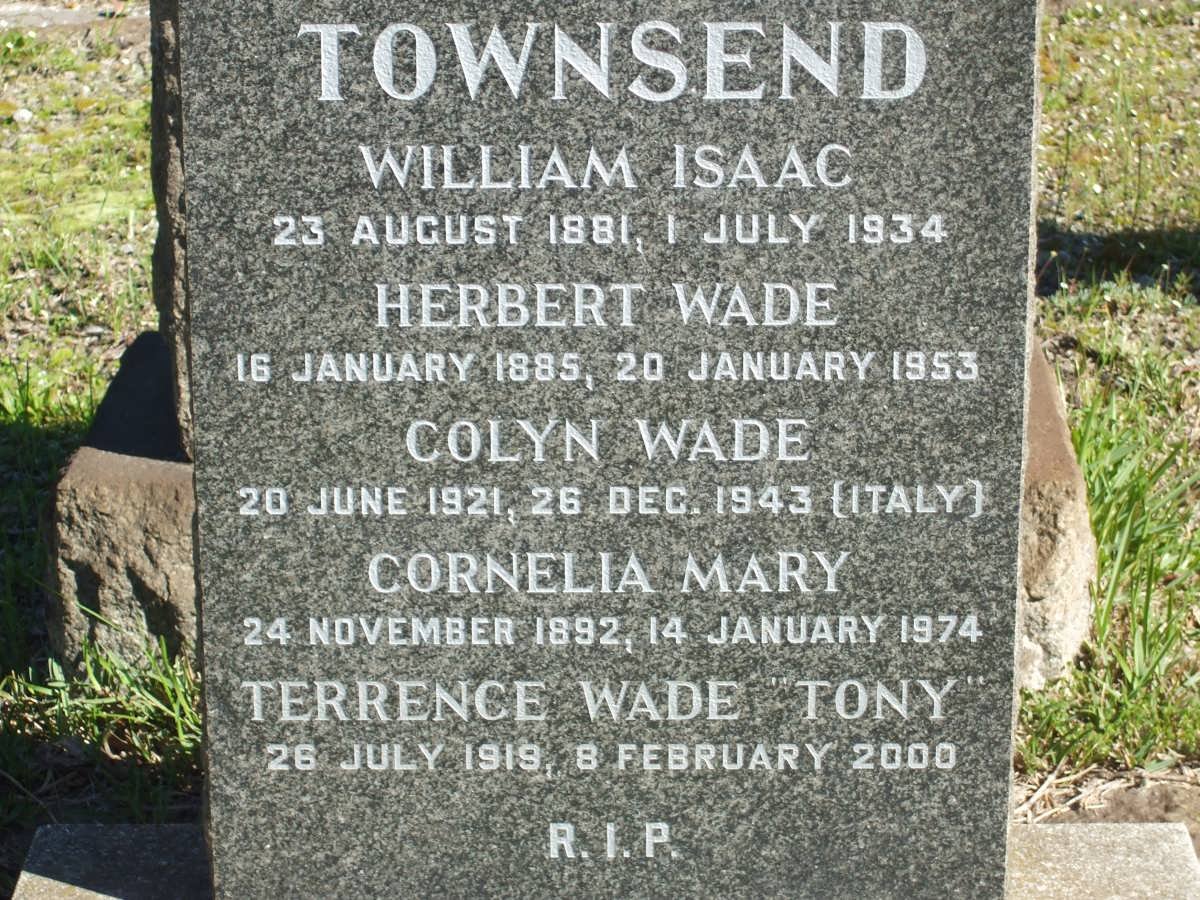 TOWNSEND
WILLIAM ISAAC
23 AUGUST 1881, 1 JULY 1934
HERBERT WADE
16 JANUARY 1885, 20 JANUARY 1953
COLYN WADE
20 JUNE 1921, 26 DEC. 1943 (ITALY)
CORNELIA MARY
24 NOVEMBER 1892, 14 JANUARY 1974
TERRENCE WADE "TONY"
26 JULY 1919, 8 FEBRUARY 2000
R.I.P.